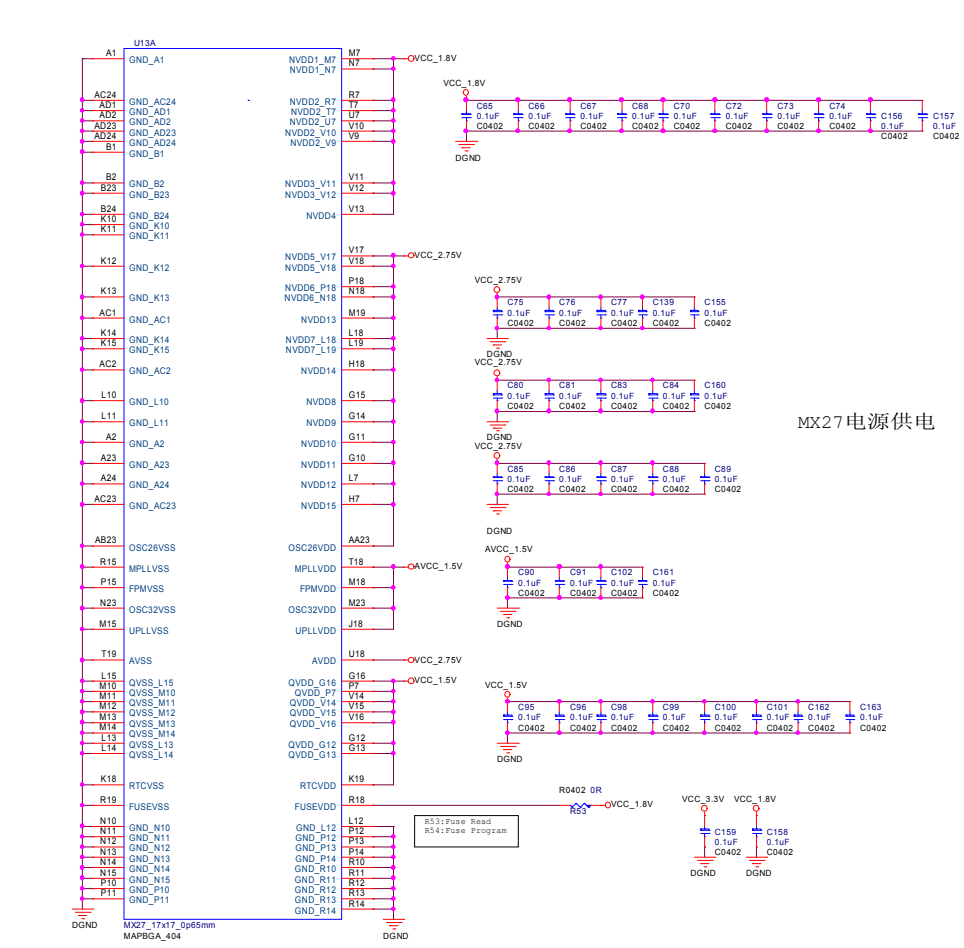 U13A
A1 GND_A1 NVDD1_M7 M7 VCC_1.8V
NVDD1_N7 N7
AC24 GND_AC24 NVDD2_R7 R7
AD1 GND_AD1 NVDD2_T7 T7
AD2 GND_AD2 NVDD2_U7 U7
AD23 GND_AD23 NVDD2_V10 V10
AD24 GND_AD24 NVDD2_V9 V9
B1 GND_B1
B2 GND_B2 NVDD3_V11 V11
B23 GND_B23 NVDD3_V12 V12
B24 GND_B24 NVDD4 V13
K10 GND_K10
K11 GND_K11
NVDD5_V17 V17 VCC_2.75V
K12 GND_K12 NVDD5_V18 V18
NVDD6_P18 P18
K13 GND_K13 NVDD6_N18 N18
AC1 GND_AC1 NVDD13 M19
K14 GND_K14 NVDD7_L18 L18
K15 GND_K15 NVDD7_L19 L19
AC2 GND_AC2 NVDD14 H18
L10 GND_L10 NVDD8 G15
L11 GND_L11 NVDD9 G14
A2 GND_A2 NVDD10 G11
A23 GND_A23 NVDD11 G10
A24 GND_A24 NVDD12 L7
AC23 GND_AC23 NVDD15 H7
AB23 OSC26VSS OSC26VDD AA23
R15 MPLLVSS MPLLVDD T18 AVCC_1.5V
P15 FPMVSS FPMVDD M18
N23 OSC32VSS OSC32VDD M23
M15 UPLLVSS UPLLVDD J18
T19 AVSS AVDD U18 VCC_2.75V
L15 QVSS_L15 QVDD_G16 G16 VCC_1.5V
M10 QVSS_M10 QVDD_P7 P7
M11 QVSS_M11 QVDD_V14 V14
M12 QVSS_M12 QVDD_V15 V15
M13 QVSS_M13 QVDD_V16 V16
M14 QVSS_M14
L13 QVSS_L13 QVDD_G12 G12
L14 QVSS_L14 QVDD_G13 G13
K18 RTCVSS RTCVDD K19
R19 FUSEVSS FUSEVDD R18
N10 GND_N10 GND_L12 L12
N11 GND_N11 GND_P12 P12
N12 GND_N12 GND_P13 P13
N13 GND_N13 GND_P14 P14
N14 GND_N14 GND_R10 R10
N15 GND_N15 GND_R11 R11
P10 GND_P10 GND_R12 R12
P11 GND_P11 GND_R13 R13
GND_R14 R14
DGND
DGND
MX27_17x17_0p65mm
MAPBGA_404
VCC_1.8V
C65 C66 C67 C68 C70 C72 C73 C74 C156 C157
0.1uF 0.1uF 0.1uF 0.1uF 0.1uF 0.1uF 0.1uF 0.1uF 0.1uF 0.1uF
C0402 C0402 C0402 C0402 C0402 C0402 C0402 C0402 C0402 C0402
DGND
VCC_2.75V
C75 C76 C77 C139 C155
0.1uF 0.1uF 0.1uF 0.1uF 0.1uF
C0402 C0402 C0402 C0402 C0402
DGND
VCC_2.75V
C80 C81 C83 C84 C160
0.1uF 0.1uF 0.1uF 0.1uF 0.1uF
C0402 C0402 C0402 C0402 C0402
DGND
MX27电源供电
VCC_2.75V
C85 C86 C87 C88 C89
0.1uF 0.1uF 0.1uF 0.1uF 0.1uF
C0402 C0402 C0402 C0402 C0402
DGND
AVCC_1.5V
C90 C91 C102 C161
0.1uF 0.1uF 0.1uF 0.1uF
C0402 C0402 C0402 C0402
DGND
VCC_1.5V
C95 C96 C98 C99 C100 C101 C162 C163
0.1uF 0.1uF 0.1uF 0.1uF 0.1uF 0.1uF 0.1uF 0.1uF
C0402 C0402 C0402 C0402 C0402 C0402 C0402 C0402
DGND
R0402 0R
R53
VCC_1.8V
R53:Fuse Read
R54:Fuse Program
VCC_3.3V VCC_1.8V
C159 C158
0.1uF 0.1uF
C0402 C0402
DGND DGND